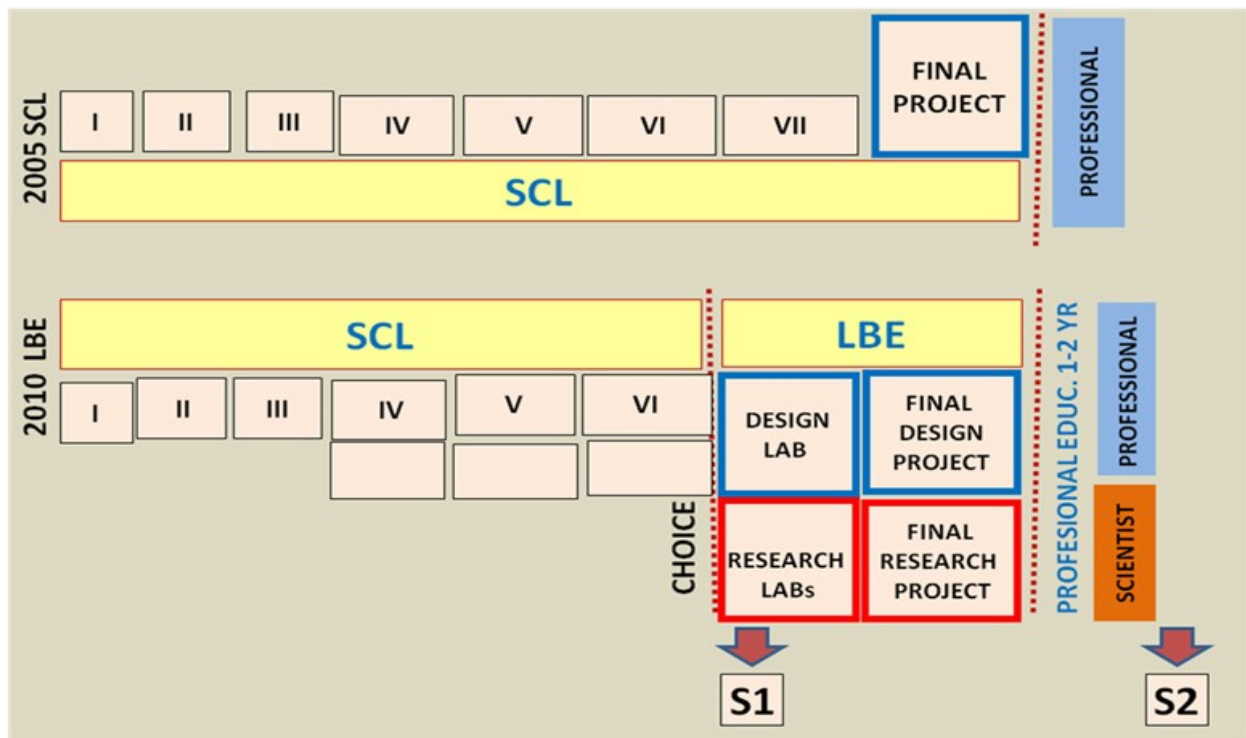 2005 SCL
I
II
III
IV
V
VI
VII
FINAL
PROJECT
PROFESSIONAL
SCL
2010 LBE
SCL
LBE
I
II
III
IV
V
VI
DESIGN
LAB
FINAL
DESIGN
PROJECT
CHOICE
RESEARCH
LABs
FINAL
RESEARCH
PROJECT
PROFESIONAL EDUC. 1-2 YR
PROFESSIONAL
SCIENTIST
S1
S2